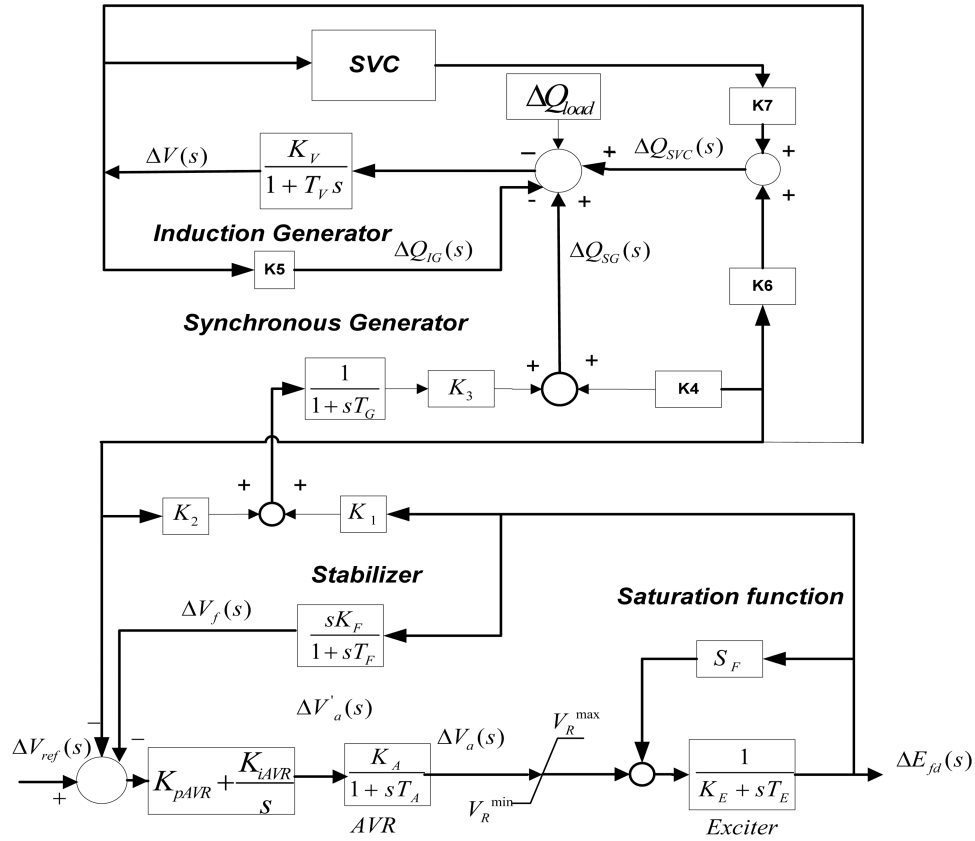 SVC
K7
ΔQ_load
ΔV(s)
K_V / (1 + T_V s)
−
+
ΔQ_SVC(s)
+
+
-
+
Induction Generator
K5
ΔQ_IG(s)
ΔQ_SG(s)
K6
Synchronous Generator
1 / (1 + sT_G)
K_3
+
+
K4
+
+
K_2
K_1
Stabilizer
Saturation function
ΔV_f(s)
sK_F / (1 + sT_F)
S_F
ΔV'_a(s)
−
ΔV_ref(s)
−
+
K_pAVR + K_iAVR / s
K_A / (1 + sT_A)
ΔV_a(s)
V_R^max
V_R^min
1 / (K_E + sT_E)
ΔE_fd(s)
AVR
Exciter